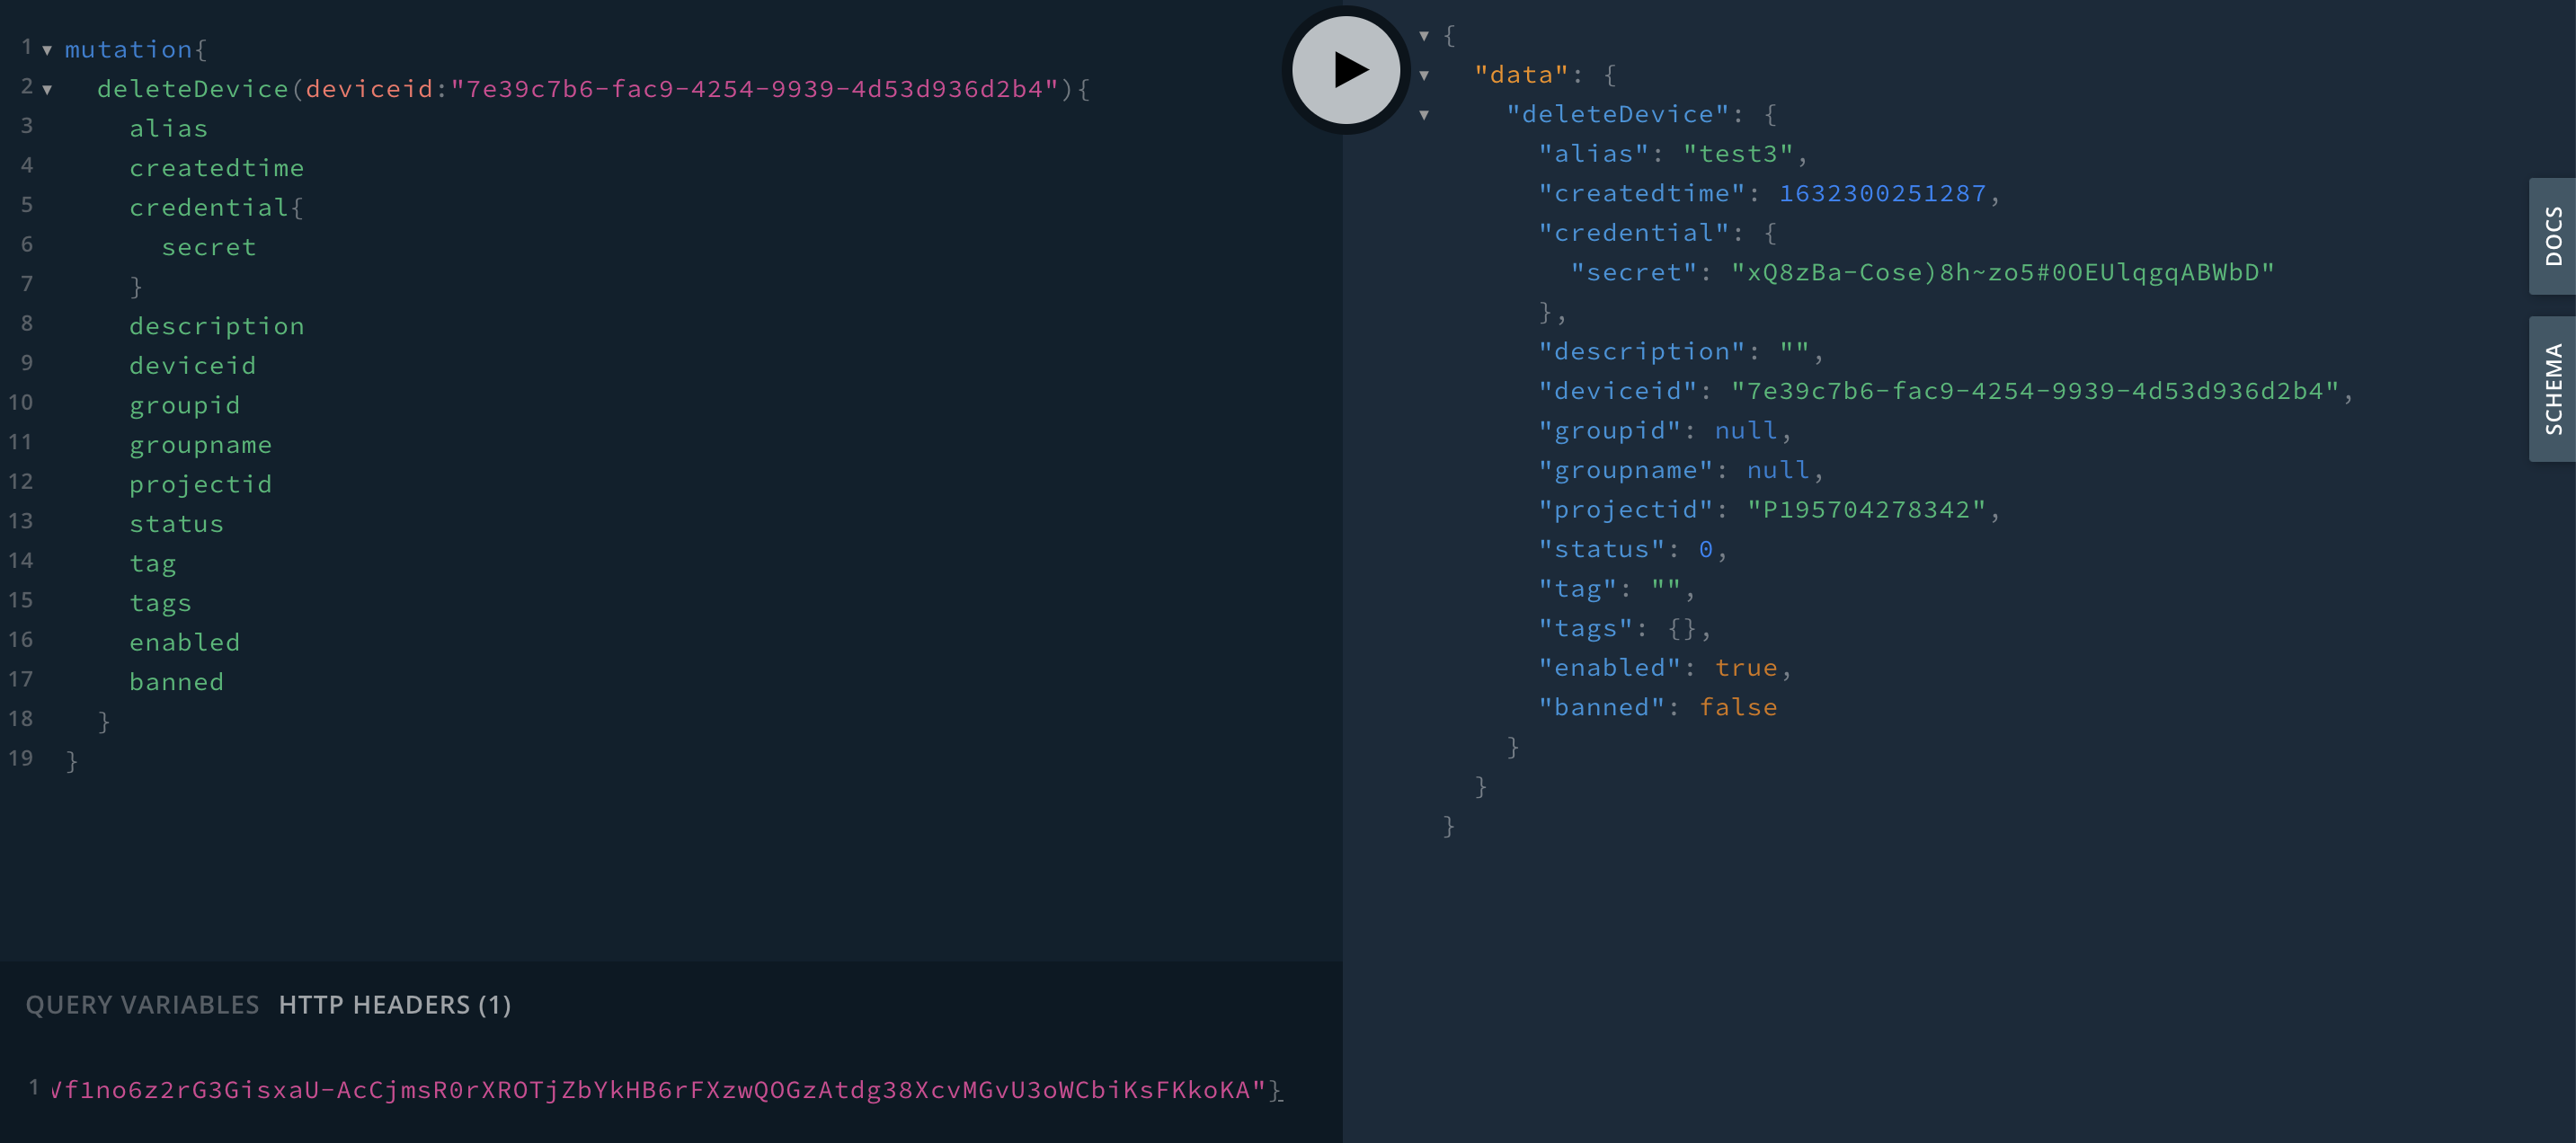 1 mutation{
2 deleteDevice(deviceid:"7e39c7b6-fac9-4254-9939-4d53d936d2b4"){
3 alias
4 createdtime
5 credential{
6 secret
7 }
8 description
9 deviceid
10 groupid
11 groupname
12 projectid
13 status
14 tag
15 tags
16 enabled
17 banned
18 }
19 }
QUERY VARIABLES HTTP HEADERS (1)
1 Vf1no6z2rG3GisxaU-AcCjmsR0rXROTjZbYkHB6rFXzwQOGzAtdg38XcvMGvU3oWCbiKsFKkoKA"}
{
"data": {
"deleteDevice": {
"alias": "test3",
"createdtime": 1632300251287,
"credential": {
"secret": "xQ8zBa-Cose)8h~zo5#0OEUlqgqABWbD"
},
"description": "",
"deviceid": "7e39c7b6-fac9-4254-9939-4d53d936d2b4",
"groupid": null,
"groupname": null,
"projectid": "P195704278342",
"status": 0,
"tag": "",
"tags": {},
"enabled": true,
"banned": false
}
}
}
DOCS
SCHEMA